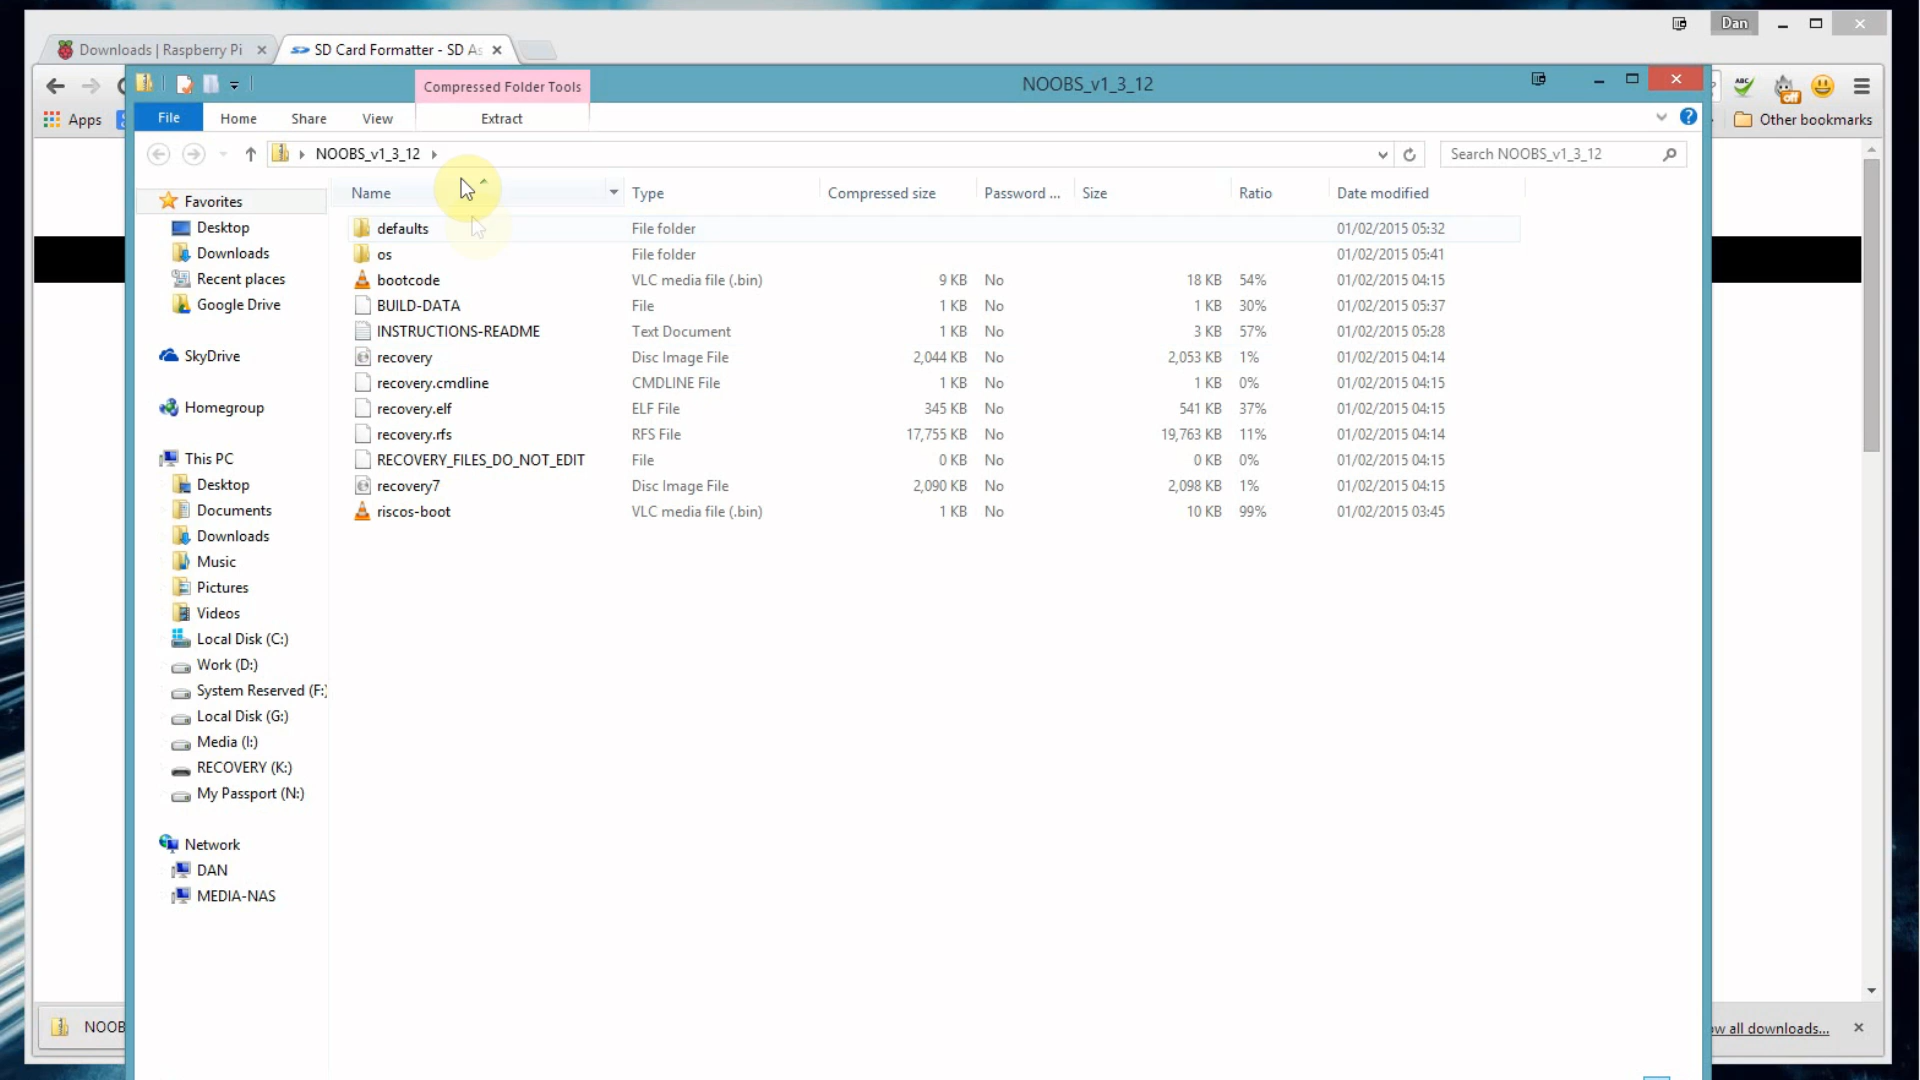 Dan
Downloads | Raspberry Pi
SD Card Formatter - SD As
Compressed Folder Tools
NOOBS_v1_3_12
ABC
off
File Home Share View Extract
Apps
Other bookmarks
NOOBS_v1_3_12
Search NOOBS_v1_3_12
Name Type Compressed size Password ... Size Ratio Date modified
defaults File folder 01/02/2015 05:32
os File folder 01/02/2015 05:41
bootcode VLC media file (.bin) 9 KB No 18 KB 54% 01/02/2015 04:15
BUILD-DATA File 1 KB No 1 KB 30% 01/02/2015 05:37
INSTRUCTIONS-README Text Document 1 KB No 3 KB 57% 01/02/2015 05:28
recovery Disc Image File 2,044 KB No 2,053 KB 1% 01/02/2015 04:14
recovery.cmdline CMDLINE File 1 KB No 1 KB 0% 01/02/2015 04:15
recovery.elf ELF File 345 KB No 541 KB 37% 01/02/2015 04:15
recovery.rfs RFS File 17,755 KB No 19,763 KB 11% 01/02/2015 04:14
RECOVERY_FILES_DO_NOT_EDIT File 0 KB No 0 KB 0% 01/02/2015 04:15
recovery7 Disc Image File 2,090 KB No 2,098 KB 1% 01/02/2015 04:15
riscos-boot VLC media file (.bin) 1 KB No 10 KB 99% 01/02/2015 03:45
Favorites
Desktop
Downloads
Recent places
Google Drive
SkyDrive
Homegroup
This PC
Desktop
Documents
Downloads
Music
Pictures
Videos
Local Disk (C:)
Work (D:)
System Reserved (F:)
Local Disk (G:)
Media (I:)
RECOVERY (K:)
My Passport (N:)
Network
DAN
MEDIA-NAS
NOOB
ow all downloads...